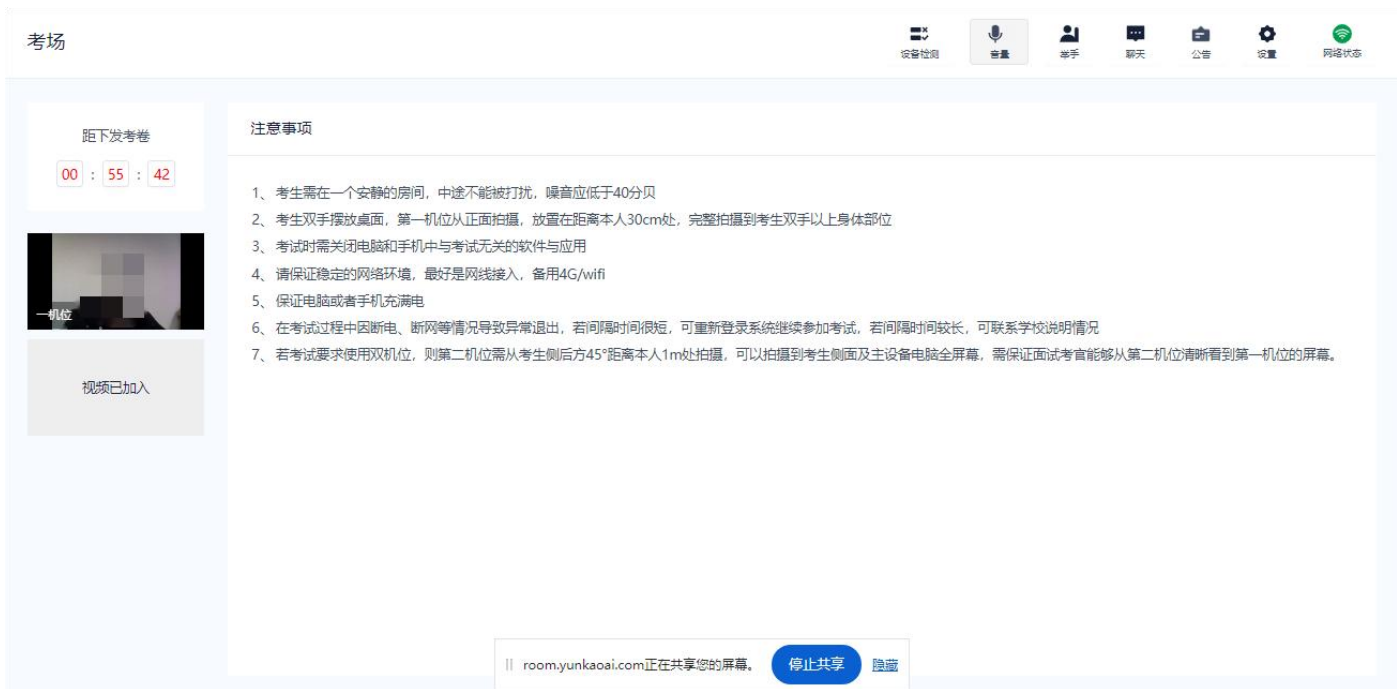 考场
设备检测
音量
举手
聊天
公告
设置
网络状态
距下发考卷
00 : 55 : 42
一机位
视频已加入
注意事项
1、考生需在一个安静的房间，中途不能被打扰，噪音应低于40分贝
2、考生双手摆放桌面，第一机位从正面拍摄，放置在距离本人30cm处，完整拍摄到考生双手以上身体部位
3、考试时需关闭电脑和手机中与考试无关的软件与应用
4、请保证稳定的网络环境，最好是网线接入，备用4G/wifi
5、保证电脑或者手机充满电
6、在考试过程中因断电、断网等情况导致异常退出，若间隔时间很短，可重新登录系统继续参加考试，若间隔时间较长，可联系学校说明情况
7、若考试要求使用双机位，则第二机位需从考生侧后方45°距离本人1m处拍摄，可以拍摄到考生侧面及主设备电脑全屏幕，需保证面试考官能够从第二机位清晰看到第一机位的屏幕。
room.yunkaoai.com正在共享您的屏幕。
停止共享
隐藏